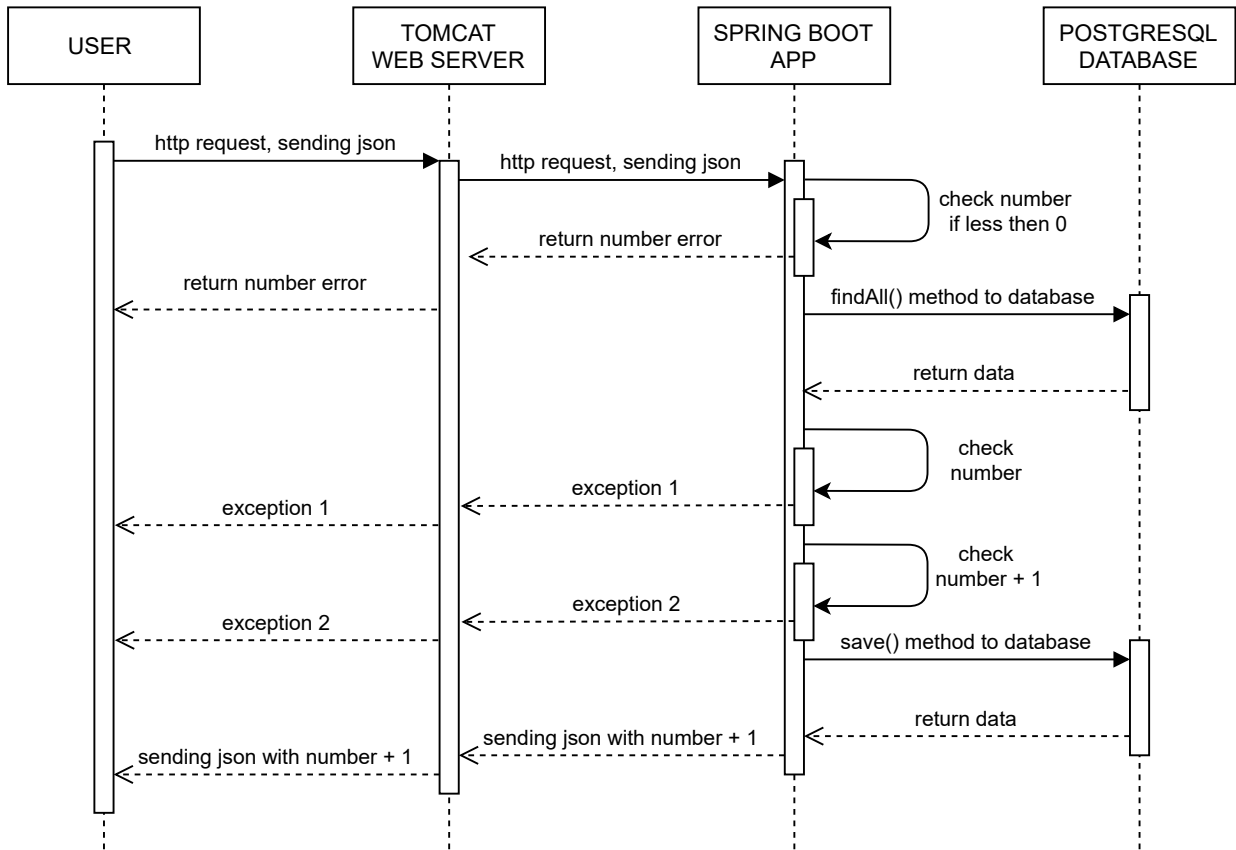 USER
TOMCAT
WEB SERVER
SPRING BOOT
APP
POSTGRESQL
DATABASE
http request, sending json
http request, sending json
check number
if less then 0
return number error
return number error
findAll() method to database
return data
check
number
exception 1
exception 1
check
number + 1
exception 2
exception 2
save() method to database
return data
sending json with number + 1
sending json with number + 1